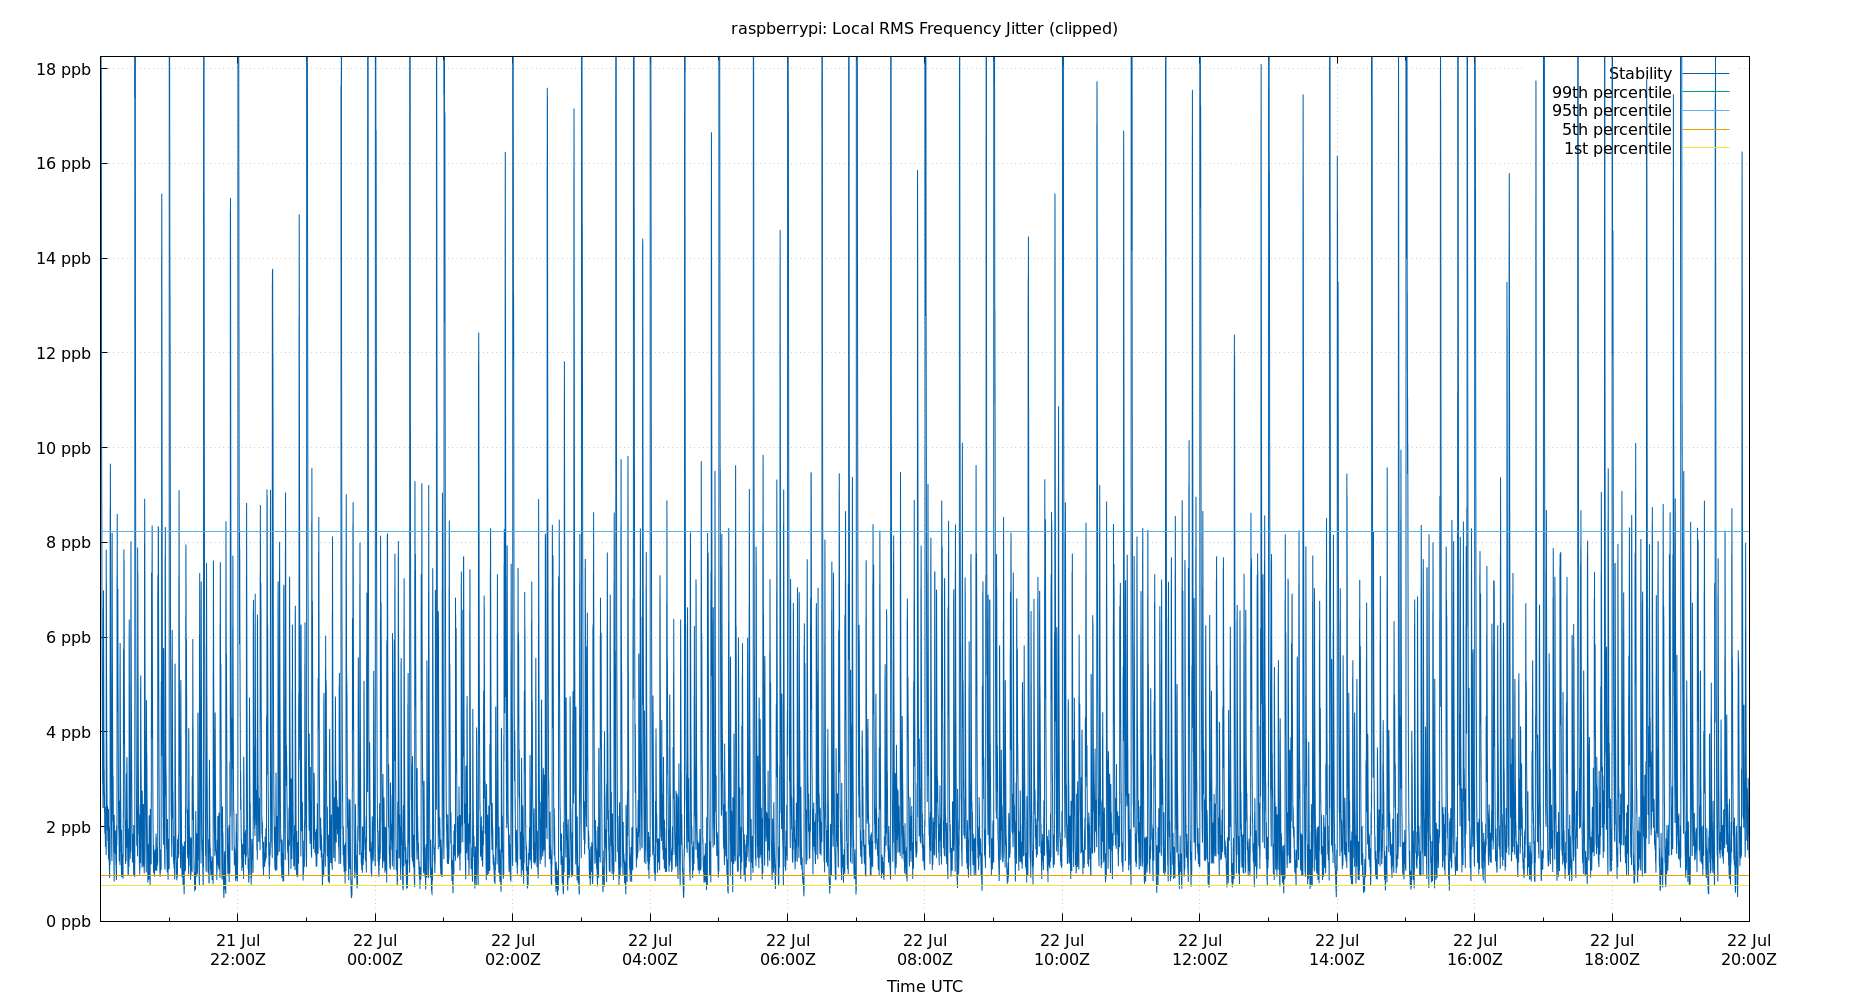 raspberrypi: Local RMS Frequency Jitter (clipped)
18 ppb
16 ppb
14 ppb
12 ppb
10 ppb
8 ppb
6 ppb
4 ppb
2 ppb
0 ppb
Stability
99th percentile
95th percentile
5th percentile
1st percentile
21 Jul
22:00Z
22 Jul
00:00Z
22 Jul
02:00Z
22 Jul
04:00Z
22 Jul
06:00Z
22 Jul
08:00Z
22 Jul
10:00Z
22 Jul
12:00Z
22 Jul
14:00Z
22 Jul
16:00Z
22 Jul
18:00Z
22 Jul
20:00Z
Time UTC